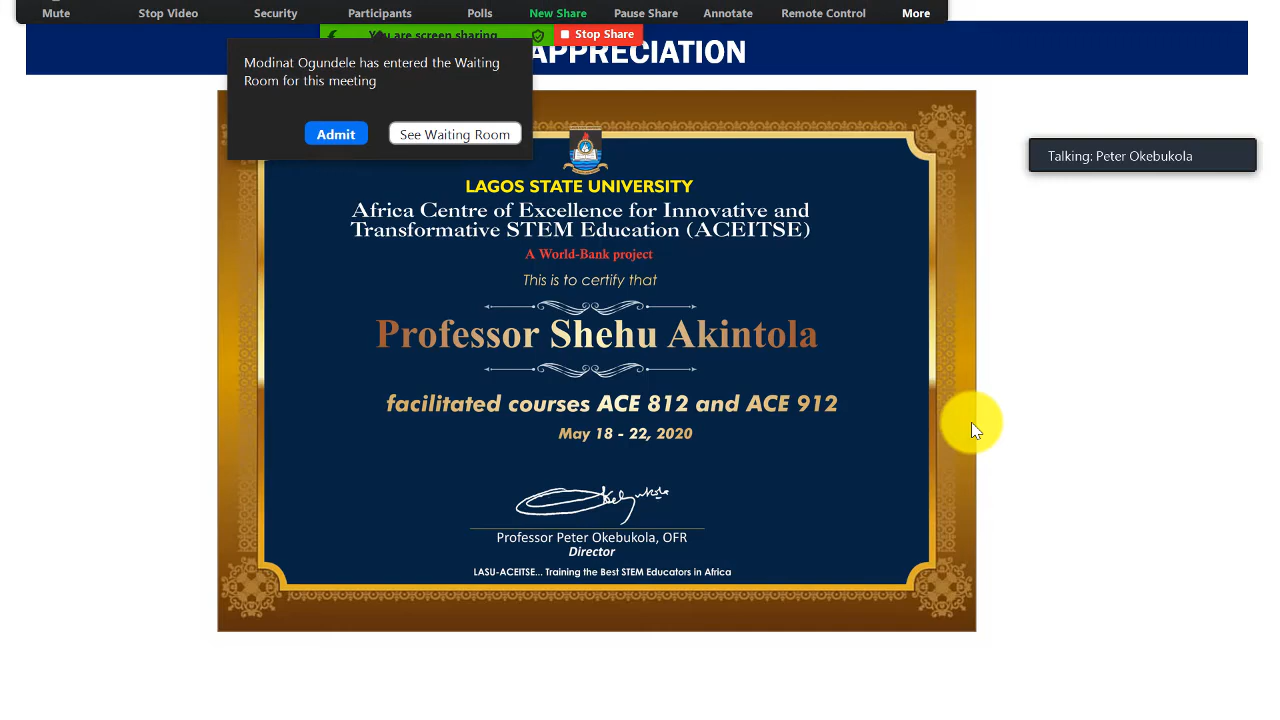 Mute Stop Video Security Participants Polls New Share Pause Share Annotate Remote Control More
You are screen sharing Stop Share
APPRECIATION
Modinat Ogundele has entered the Waiting
Room for this meeting
Admit See Waiting Room
Talking: Peter Okebukola
LAGOS STATE UNIVERSITY
Africa Centre of Excellence for Innovative and
Transformative STEM Education (ACEITSE)
A World-Bank project
This is to certify that
Professor Shehu Akintola
facilitated courses ACE 812 and ACE 912
May 18 - 22, 2020
Professor Peter Okebukola, OFR
Director
LASU-ACEITSE... Training the Best STEM Educators in Africa